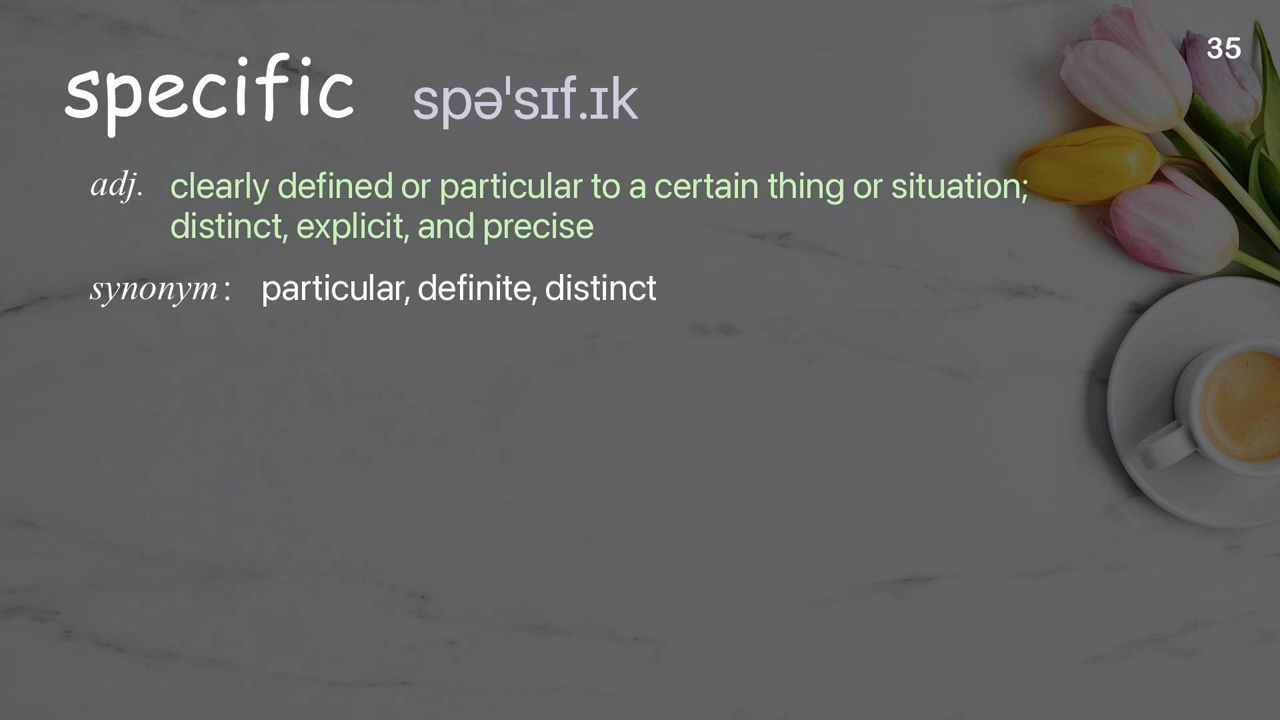 35
specific spəˈsɪf.ɪk
adj. clearly defined or particular to a certain thing or situation;
distinct, explicit, and precise
synonym: particular, definite, distinct